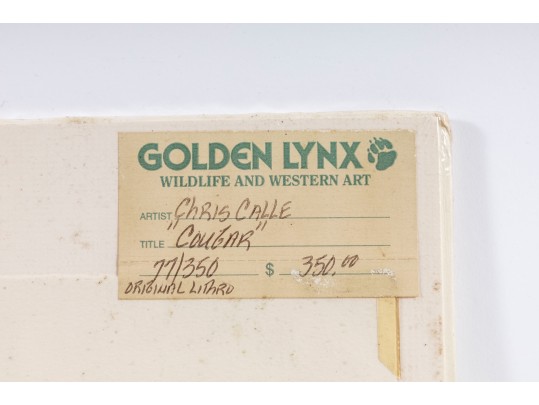 GOLDEN LYNX
WILDLIFE AND WESTERN ART
ARTIST CHRIS CALLE
TITLE "COUGAR"
77/350 $ 350.00
ORIGINAL LITHO